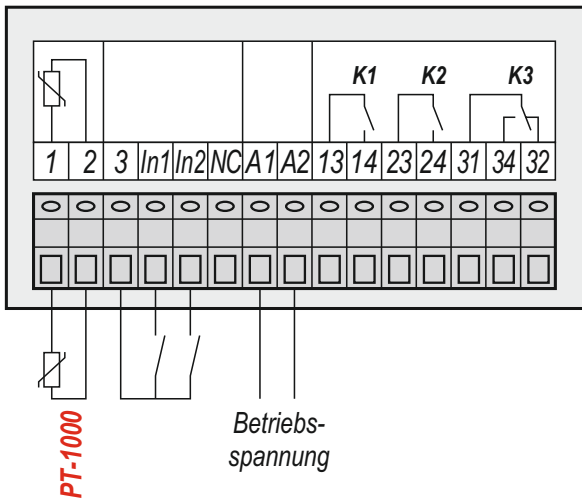 K1 K2 K3
1 2 3 In1 In2 NC A1 A2 13 14 23 24 31 34 32
PT-1000
Betriebs-
spannung